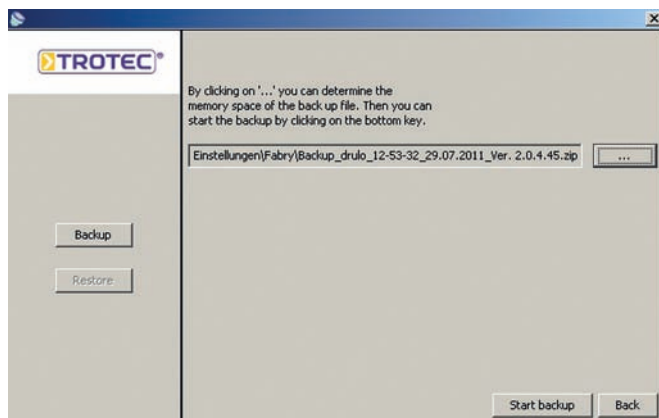 TROTEC®
By clicking on '...' you can determine the
memory space of the back up file. Then you can
start the backup by clicking on the bottom key.
Einstellungen\Fabry\Backup_drulo_12-53-32_29.07.2011_Ver. 2.0.4.45.zip
...
Backup
Restore
Start backup
Back